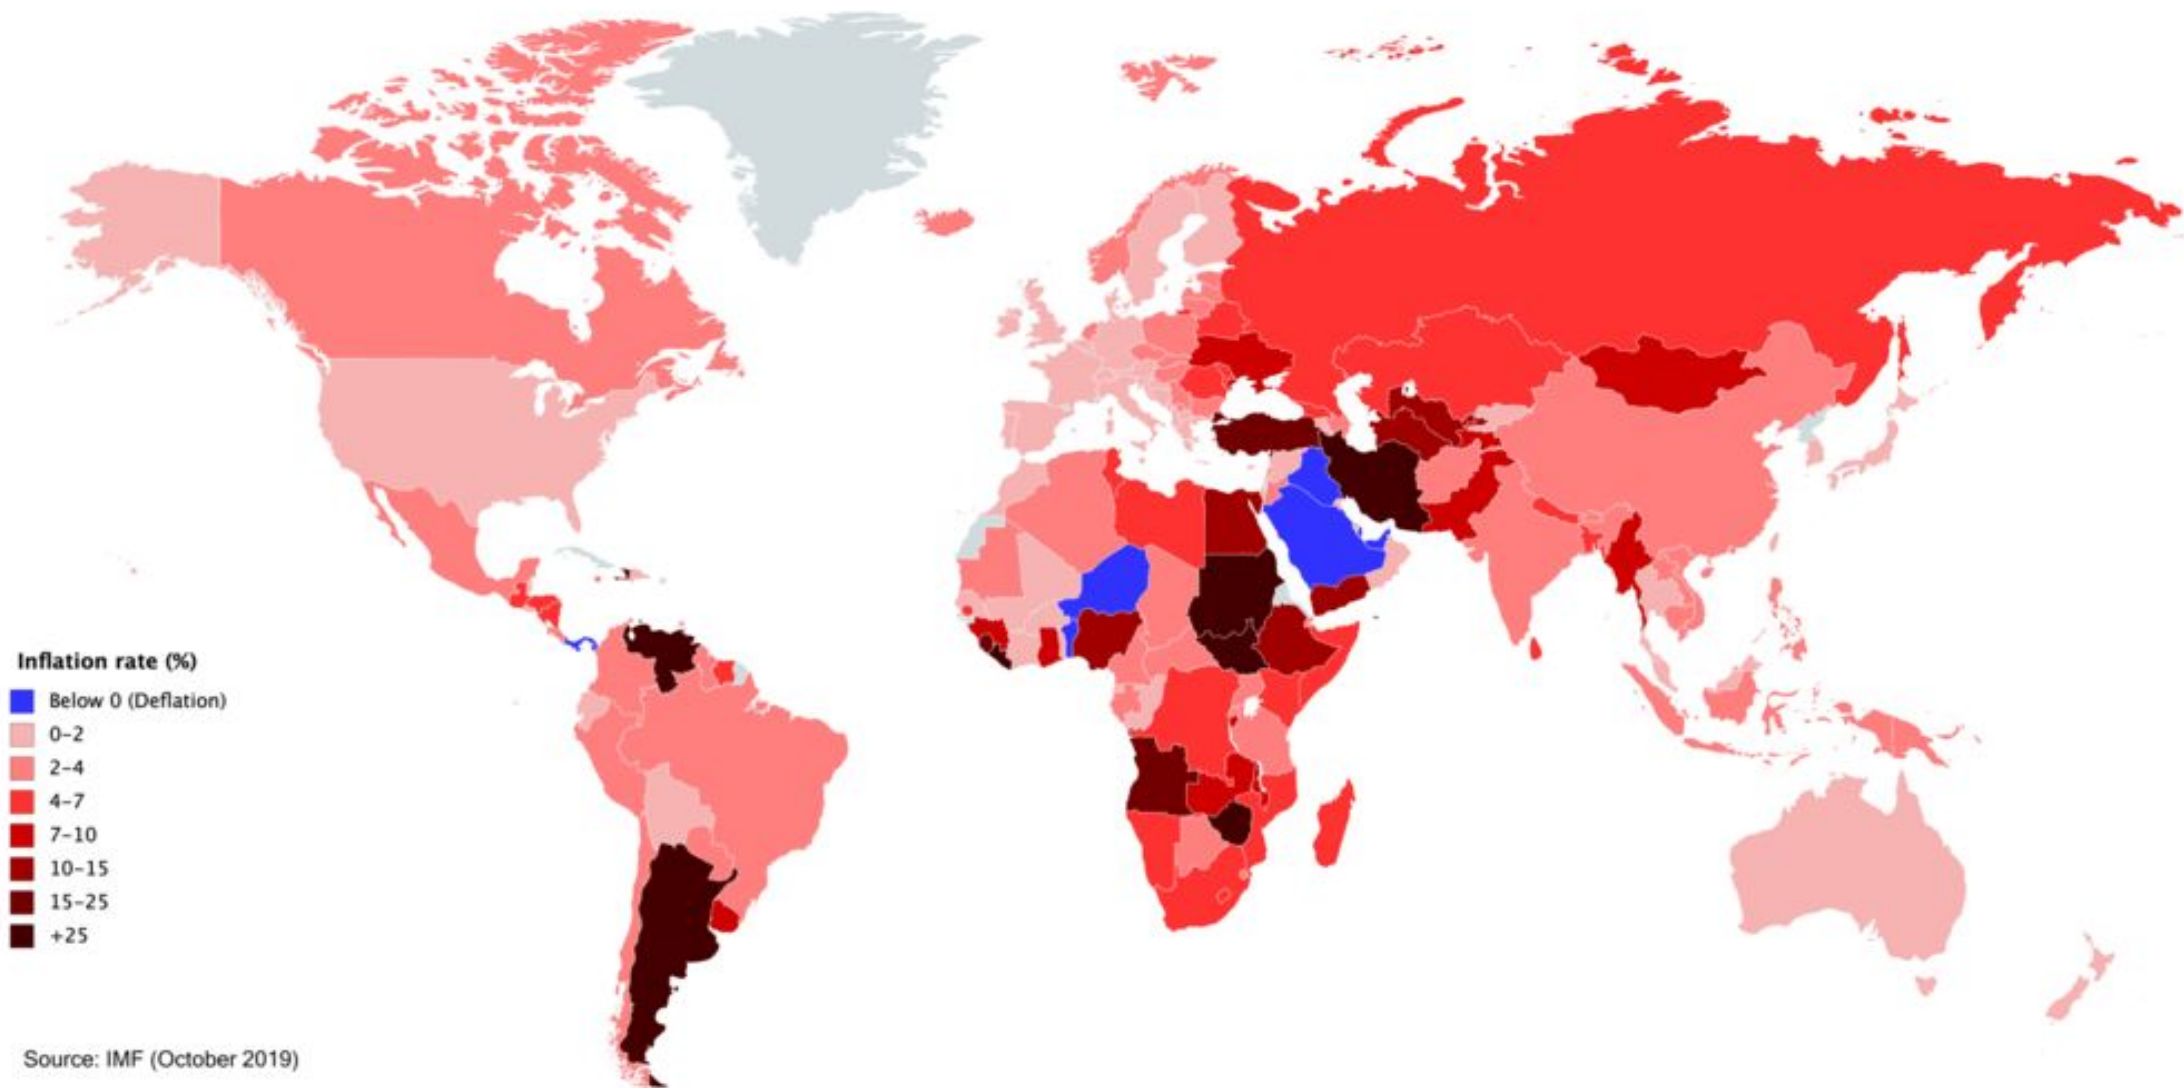 Inflation rate (%)
Below 0 (Deflation)
0-2
2-4
4-7
7-10
10-15
15-25
+25
Source: IMF (October 2019)